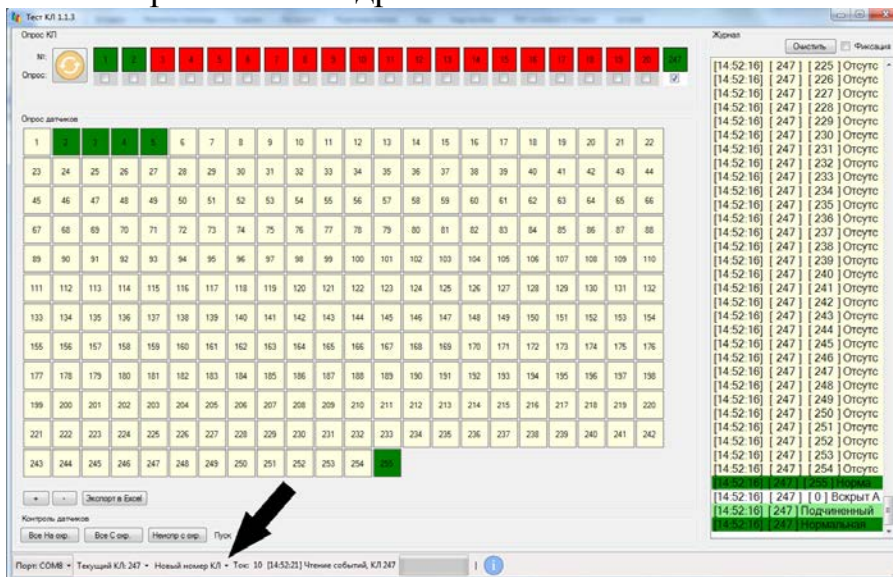 Тест КЛ 1.1.3
Опрос КЛ
№:
1 2 3 4 5 6 7 8 9 10 11 12 13 14 15 16 17 18 19 20 247
Опрос:
Опрос датчиков
1 2 3 4 5 6 7 8 9 10 11 12 13 14 15 16 17 18 19 20 21 22
23 24 25 26 27 28 29 30 31 32 33 34 35 36 37 38 39 40 41 42 43 44
45 46 47 48 49 50 51 52 53 54 55 56 57 58 59 60 61 62 63 64 65 66
67 68 69 70 71 72 73 74 75 76 77 78 79 80 81 82 83 84 85 86 87 88
89 90 91 92 93 94 95 96 97 98 99 100 101 102 103 104 105 106 107 108 109 110
111 112 113 114 115 116 117 118 119 120 121 122 123 124 125 126 127 128 129 130 131 132
133 134 135 136 137 138 139 140 141 142 143 144 145 146 147 148 149 150 151 152 153 154
155 156 157 158 159 160 161 162 163 164 165 166 167 168 169 170 171 172 173 174 175 176
177 178 179 180 181 182 183 184 185 186 187 188 189 190 191 192 193 194 195 196 197 198
199 200 201 202 203 204 205 206 207 208 209 210 211 212 213 214 215 216 217 218 219 220
221 222 223 224 225 226 227 228 229 230 231 232 233 234 235 236 237 238 239 240 241 242
243 244 245 246 247 248 249 250 251 252 253 254 255
+ - Экспорт в Excel
Контроль датчиков
Все На охр. Все С охр. Неиспр с охр. Пуск
Порт: COM8 Текущий КЛ: 247 Новый номер КЛ Ток: 10 [14:52:21] Чтение событий, КЛ 247
Журнал
Очистить Фиксация
[14:52:16] [ 247 ] [ 225 ] Отсутс
[14:52:16] [ 247 ] [ 226 ] Отсутс
[14:52:16] [ 247 ] [ 227 ] Отсутс
[14:52:16] [ 247 ] [ 228 ] Отсутс
[14:52:16] [ 247 ] [ 229 ] Отсутс
[14:52:16] [ 247 ] [ 230 ] Отсутс
[14:52:16] [ 247 ] [ 231 ] Отсутс
[14:52:16] [ 247 ] [ 232 ] Отсутс
[14:52:16] [ 247 ] [ 233 ] Отсутс
[14:52:16] [ 247 ] [ 234 ] Отсутс
[14:52:16] [ 247 ] [ 235 ] Отсутс
[14:52:16] [ 247 ] [ 236 ] Отсутс
[14:52:16] [ 247 ] [ 237 ] Отсутс
[14:52:16] [ 247 ] [ 238 ] Отсутс
[14:52:16] [ 247 ] [ 239 ] Отсутс
[14:52:16] [ 247 ] [ 240 ] Отсутс
[14:52:16] [ 247 ] [ 241 ] Отсутс
[14:52:16] [ 247 ] [ 242 ] Отсутс
[14:52:16] [ 247 ] [ 243 ] Отсутс
[14:52:16] [ 247 ] [ 244 ] Отсутс
[14:52:16] [ 247 ] [ 245 ] Отсутс
[14:52:16] [ 247 ] [ 246 ] Отсутс
[14:52:16] [ 247 ] [ 247 ] Отсутс
[14:52:16] [ 247 ] [ 248 ] Отсутс
[14:52:16] [ 247 ] [ 249 ] Отсутс
[14:52:16] [ 247 ] [ 250 ] Отсутс
[14:52:16] [ 247 ] [ 251 ] Отсутс
[14:52:16] [ 247 ] [ 252 ] Отсутс
[14:52:16] [ 247 ] [ 253 ] Отсутс
[14:52:16] [ 247 ] [ 254 ] Отсутс
[14:52:16] [ 247 ] [ 255 ] Норма
[14:52:16] [ 247 ] [ 0 ] Вскрыт А
[14:52:16] [ 247 ] Подчиненный
[14:52:16] [ 247 ] Нормальная